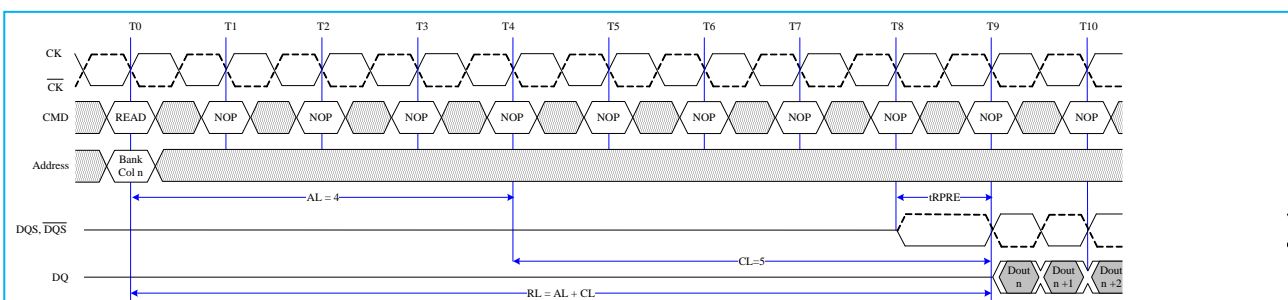 T0 T1 T2 T3 T4 T5 T6 T7 T8 T9 T10
CK
CK
CMD READ NOP NOP NOP NOP NOP NOP NOP NOP NOP NOP
Address Bank
Col n
AL = 4 tRPRE
DQS, DQS
CL=5
DQ Dout Dout Dout
n n +1 n +2
RL = AL + CL